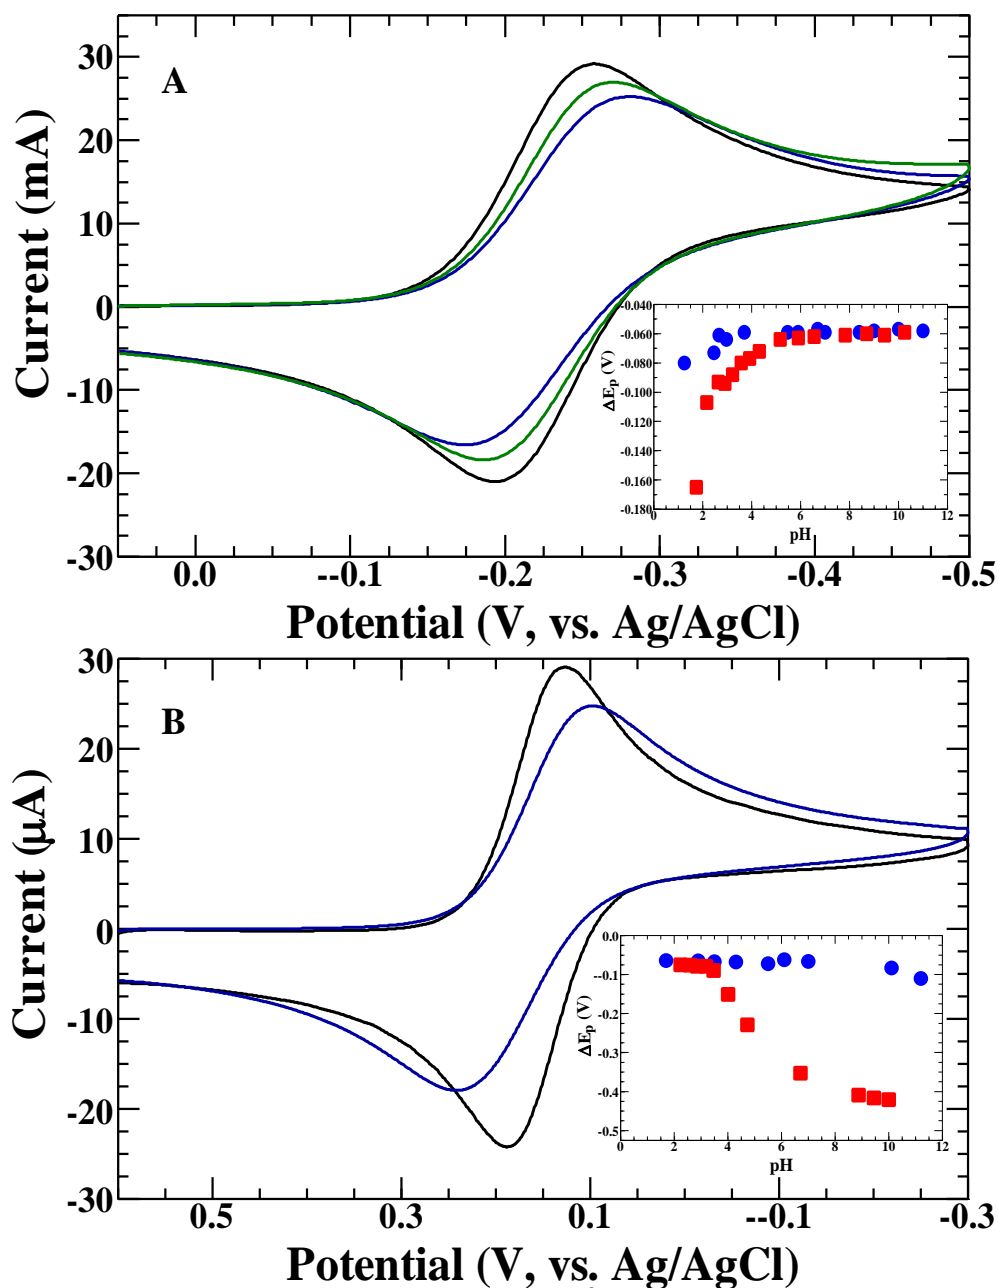 A
Current (mA)
30
20
10
0
-10
-20
-30
0.0 --0.1 -0.2 -0.3 -0.4 -0.5
Potential (V, vs. Ag/AgCl)
ΔEp (V)
-0.040
-0.060
-0.080
-0.100
-0.120
-0.140
-0.160
-0.180
0 2 4 6 8 10 12
pH
B
Current (μA)
30
20
10
0
-10
-20
-30
0.5 0.3 0.1 --0.1 -0.3
Potential (V, vs. Ag/AgCl)
ΔEp (V)
0.0
--0.1
-0.2
-0.3
-0.4
-0.5
0 2 4 6 8 10 12
pH